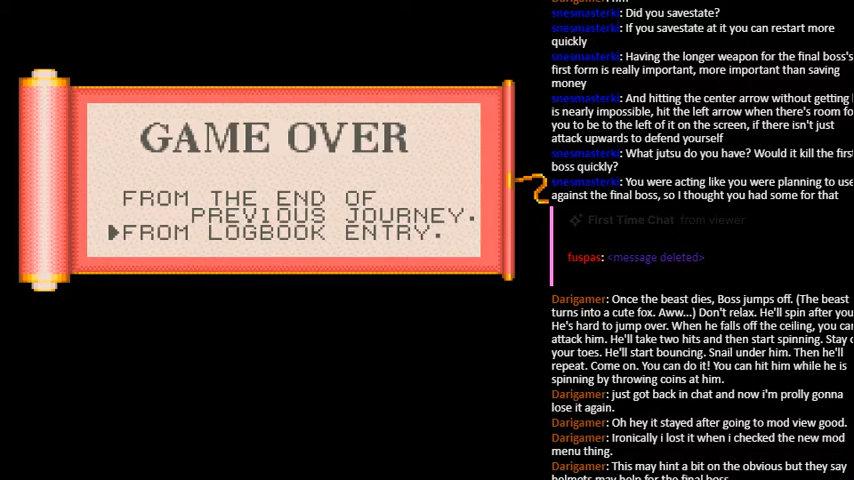 GAME OVER
FROM THE END OF
PREVIOUS JOURNEY.
FROM LOGBOOK ENTRY.
snesmasterki: Did you savestate?
snesmasterki: If you savestate at it you can restart more
quickly
snesmasterki: Having the longer weapon for the final boss's
first form is really important, more important than saving
money
snesmasterki: And hitting the center arrow without getting
is nearly impossible, hit the left arrow when there's room fo
you to be to the left of it on the screen, if there isn't just
attack upwards to defend yourself
snesmasterki: What jutsu do you have? Would it kill the first
boss quickly?
snesmasterki: You were acting like you were planning to use
against the final boss, so I thought you had some for that
First Time Chat from viewer
fuspas: <message deleted>
Darigamer: Once the beast dies, Boss jumps off. (The beast
turns into a cute fox. Aww...) Don't relax. He'll spin after you
He's hard to jump over. When he falls off the ceiling, you can
attack him. He'll take two hits and then start spinning. Stay o
your toes. He'll start bouncing. Snail under him. Then he'll
repeat. Come on. You can do it! You can hit him while he is
spinning by throwing coins at him.
Darigamer: just got back in chat and now i'm prolly gonna
lose it again.
Darigamer: Oh hey it stayed after going to mod view good.
Darigamer: Ironically i lost it when i checked the new mod
menu thing.
Darigamer: This may hint a bit on the obvious but they say
helmets may help for the final boss